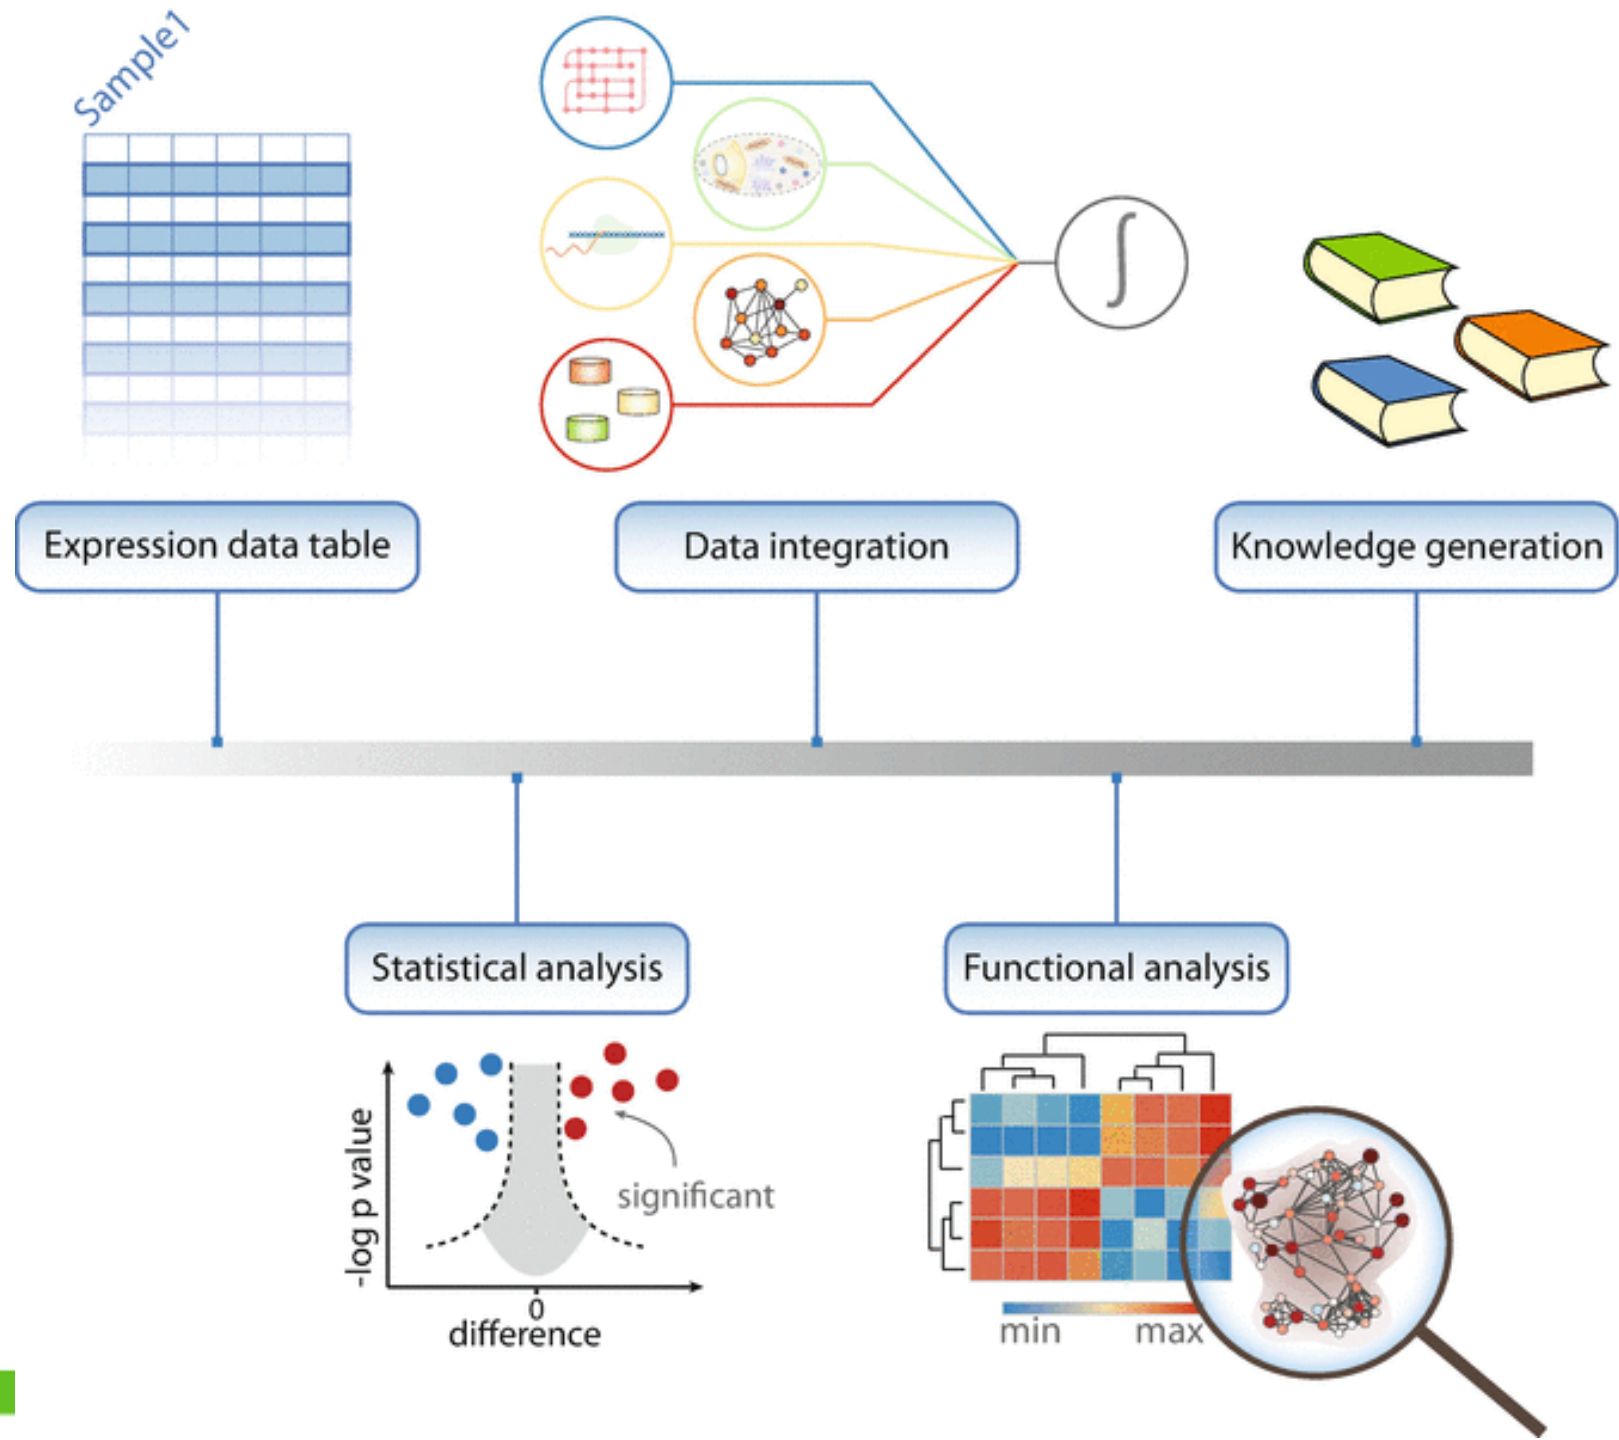 Sample1
Expression data table
Data integration
Knowledge generation
Statistical analysis
Functional analysis
-log p value
significant
0
difference
min
max